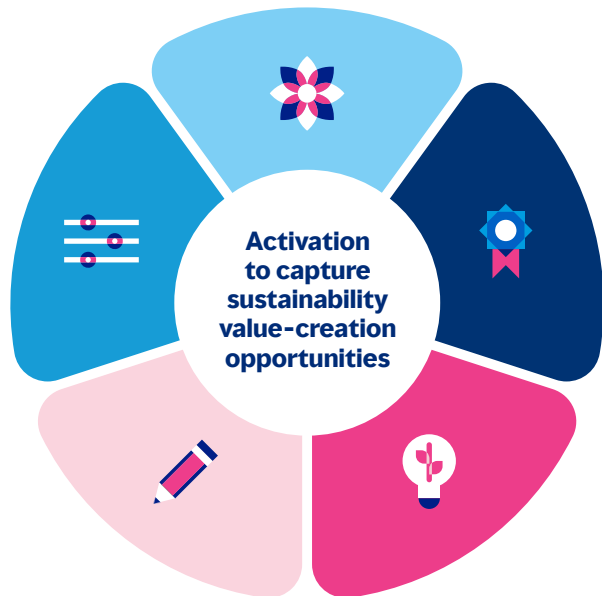 Activation
to capture
sustainability
value-creation
opportunities